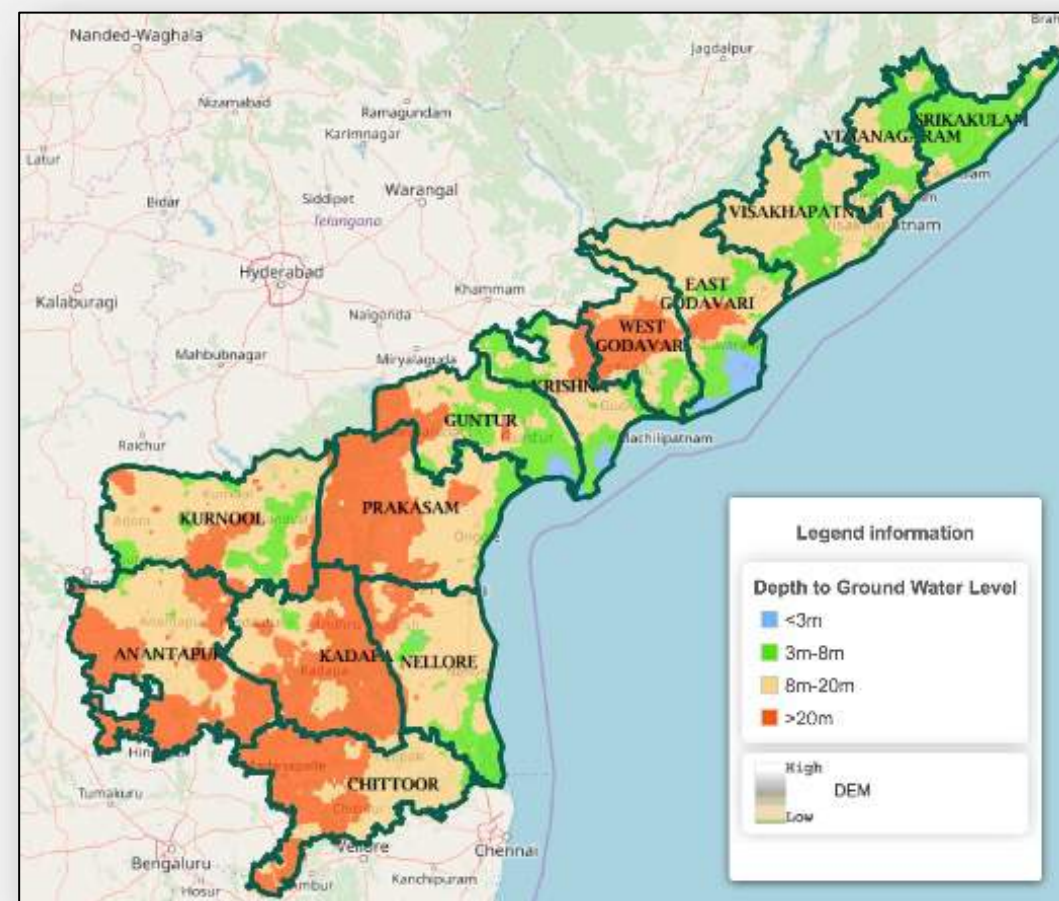 Nanded-Waghala
Jagdalpur
Nizamabad
Ramagundam
Karimnagar
Latur
Warangal
Bidar
Siddipet
Telangana
Hyderabad
Kalaburagi
Khammam
Nalgonda
Mahbubnagar
Miryalaguda
Raichur
SRIKAKULAM
VIZIANAGARAM
VISAKHAPATNAM
EAST
GODAVARI
WEST
GODAVARI
KRISHNA
Machilipatnam
GUNTUR
PRAKASAM
KURNOOL
ANANTAPUR
KADAPA
NELLORE
CHITTOOR
Tumakuru
Bengaluru
Hosur
Vellore
Chennai
Kanchipuram
Legend information
Depth to Ground Water Level
<3m
3m-8m
8m-20m
>20m
High
DEM
Low